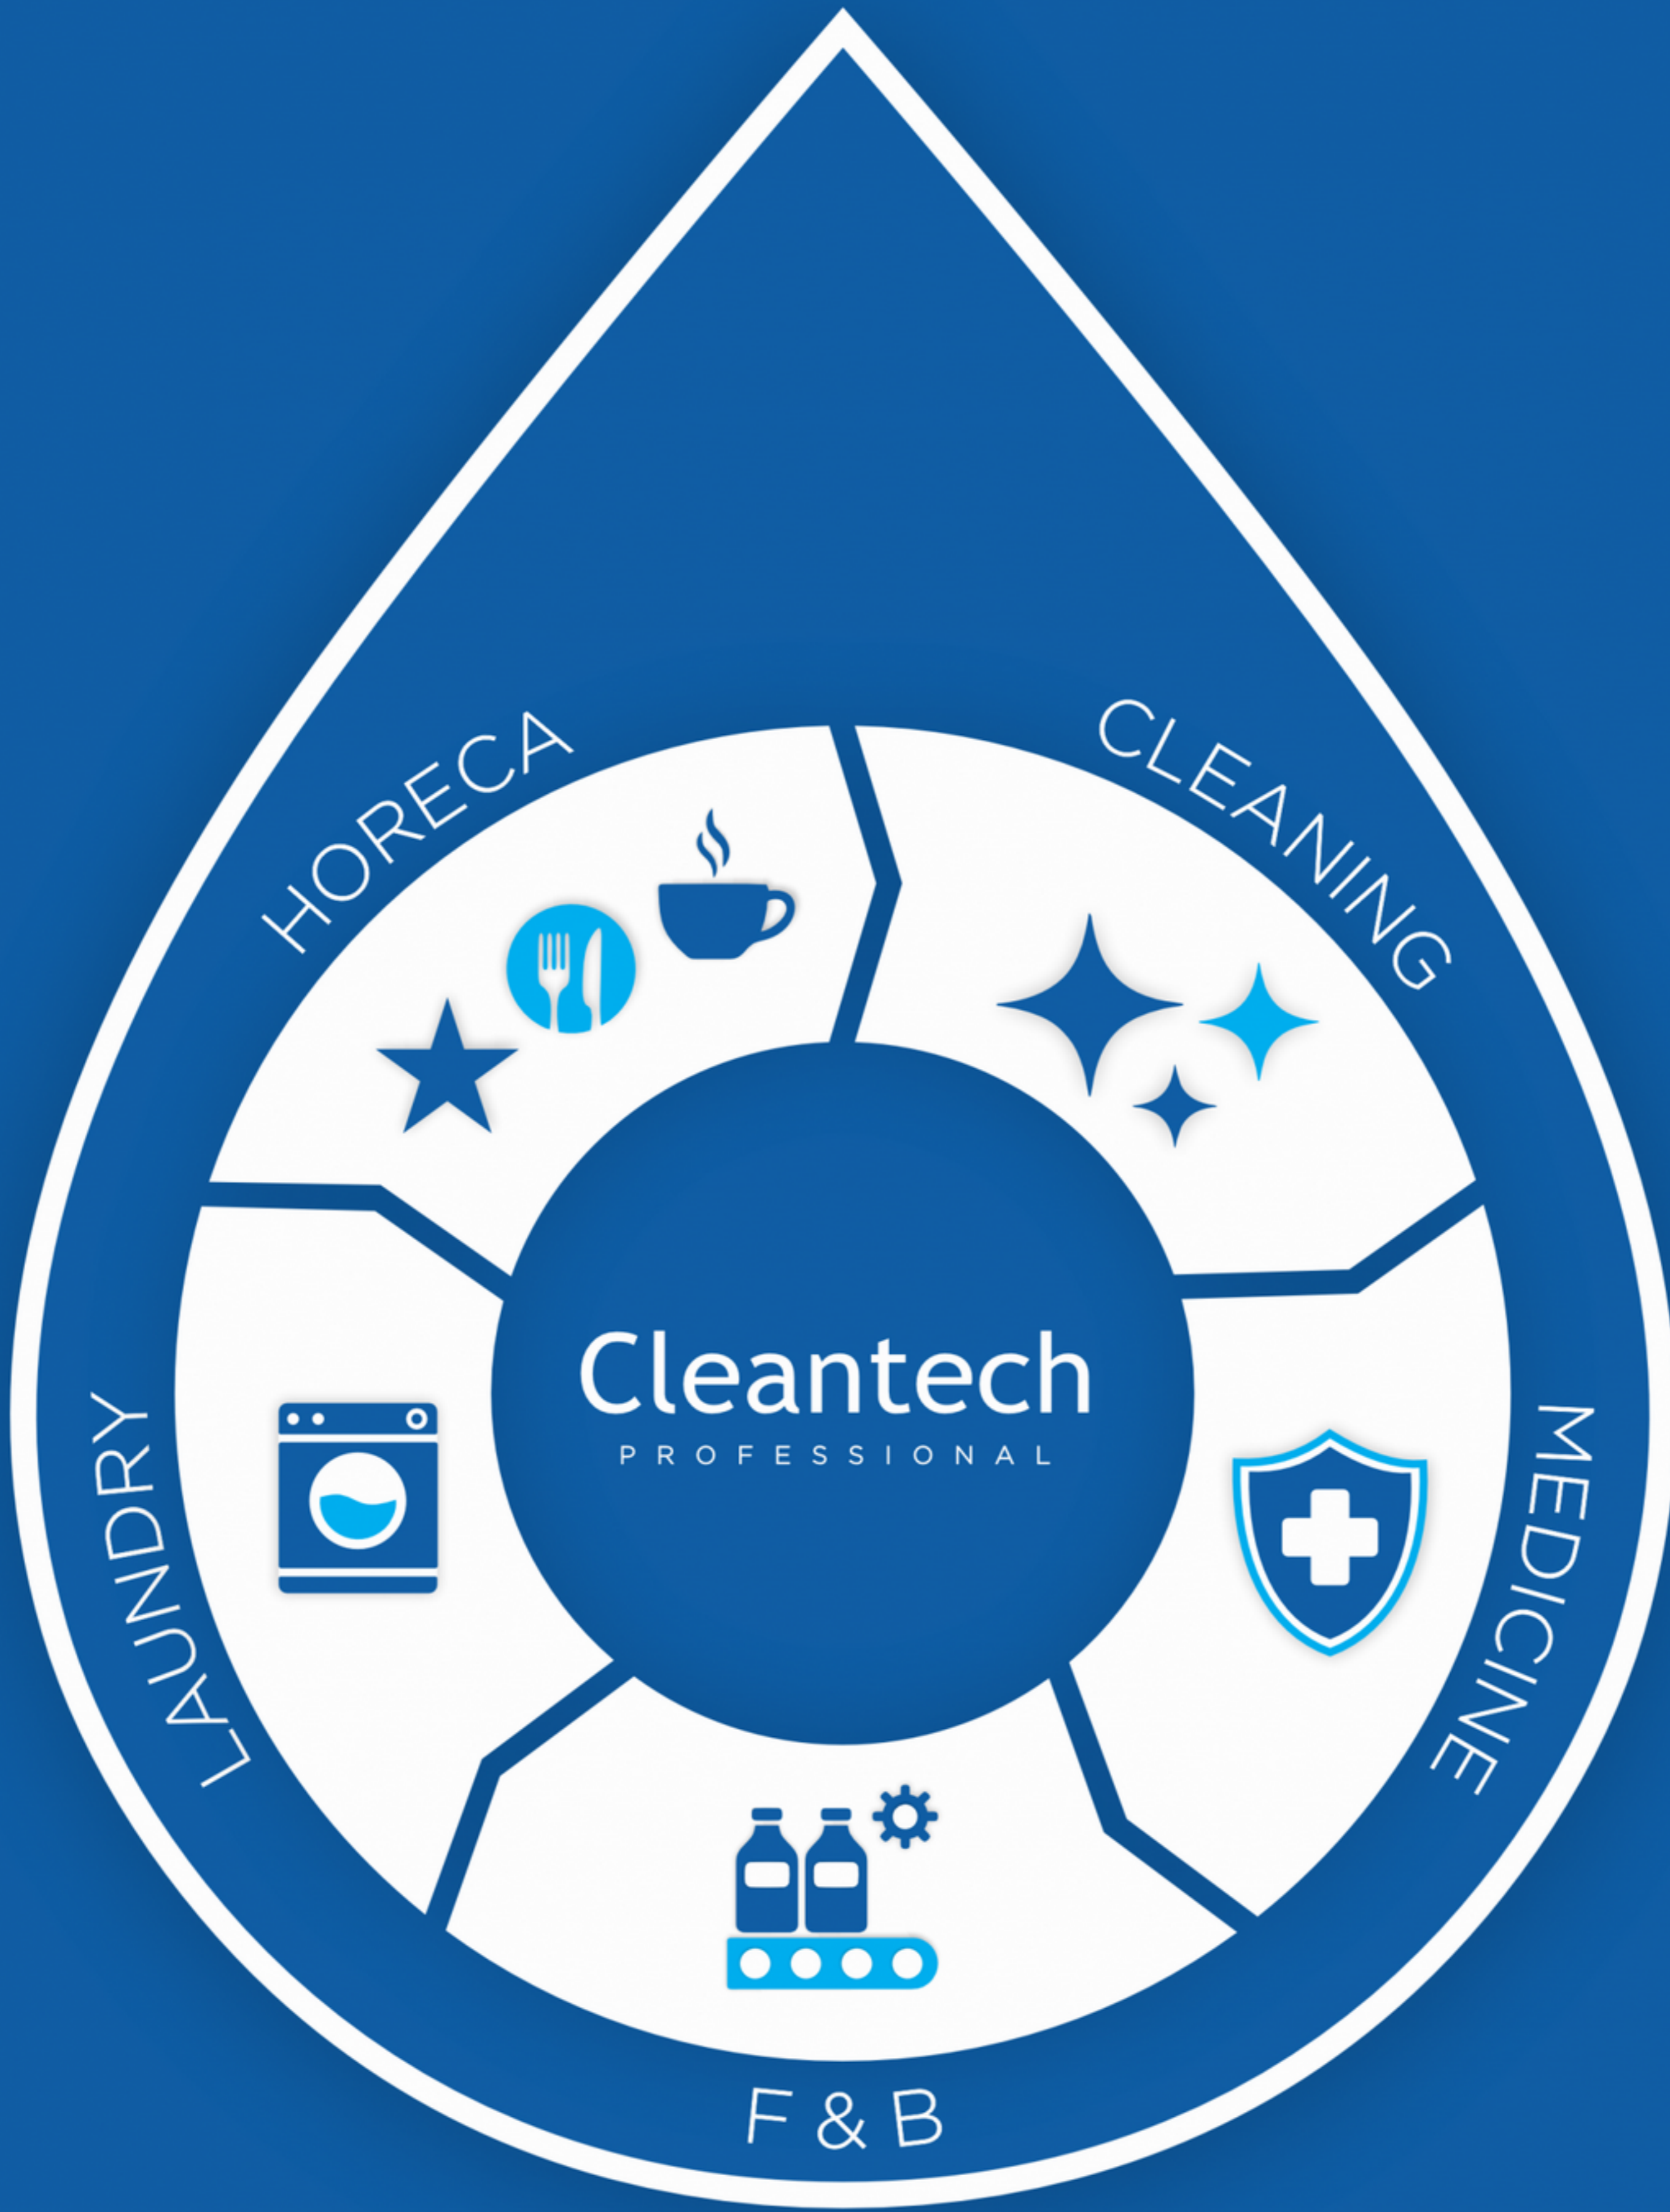 HORECA
CLEANING
Cleantech
PROFESSIONAL
LAUNDRY
MEDICINE
F & B